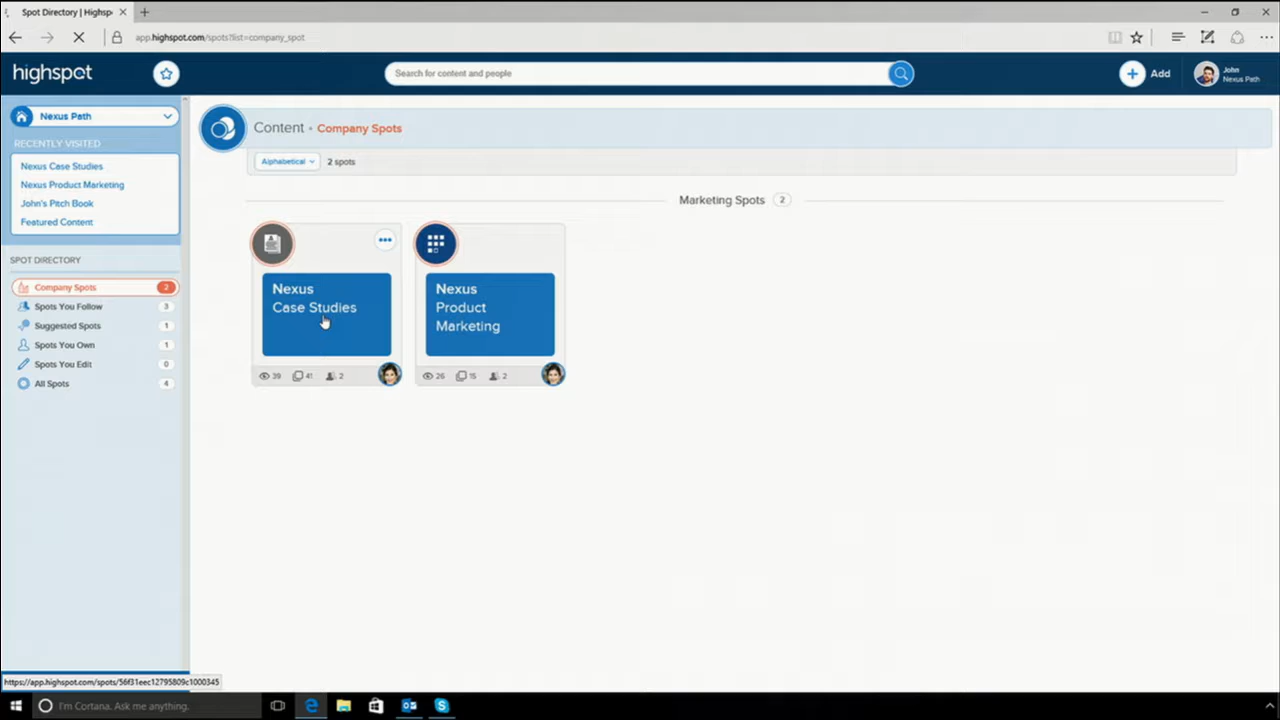 Spot Directory | Highsp
app.highspot.com/spots?list=company_spot
highspot
Search for content and people
Add
John
Nexus Path
Nexus Path
RECENTLY VISITED
Nexus Case Studies
Nexus Product Marketing
John's Pitch Book
Featured Content
SPOT DIRECTORY
Company Spots 2
Spots You Follow 3
Suggested Spots 1
Spots You Own 1
Spots You Edit 0
All Spots 4
Content • Company Spots
Alphabetical 2 spots
Marketing Spots 2
Nexus
Case Studies
39 41 2
Nexus
Product
Marketing
26 15 2
https://app.highspot.com/spots/56f31eec12795809c1000345
I'm Cortana. Ask me anything.